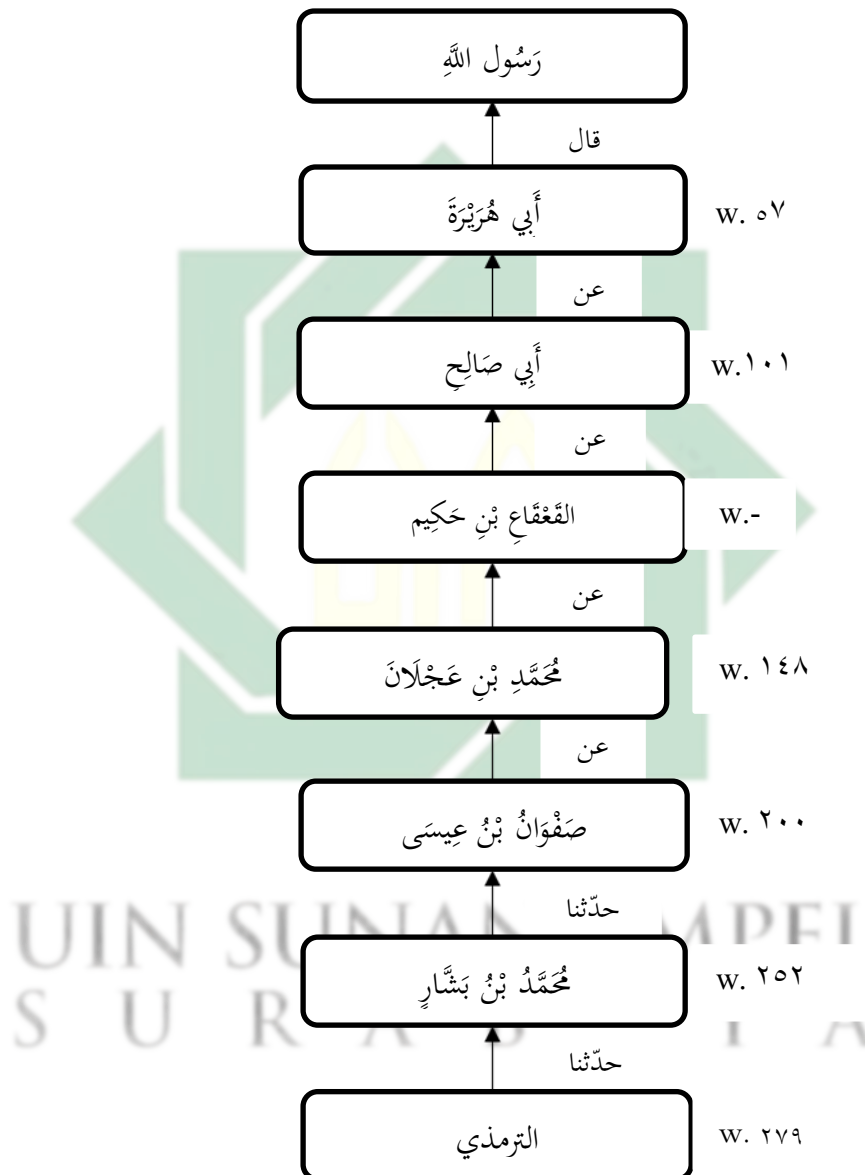 رَسُول اللَّهِ
قال
أَبِي هُرَيْرَةَ w. ٥٧
عن
أَبِي صَالِحٍ w.١٠١
عن
القَعْقَاعِ بْنِ حَكِيم w.-
عن
مُحَمَّدِ بْنِ عَجْلَانَ w. ١٤٨
عن
صَفْوَانُ بْنُ عِيسَى w. ٢٠٠
حدّثنا
مُحَمَّدُ بْنُ بَشَّارٍ w. ٢٥٢
حدّثنا
الترمذي w. ٢٧٩
UIN SUNAN MPEL
S U R A